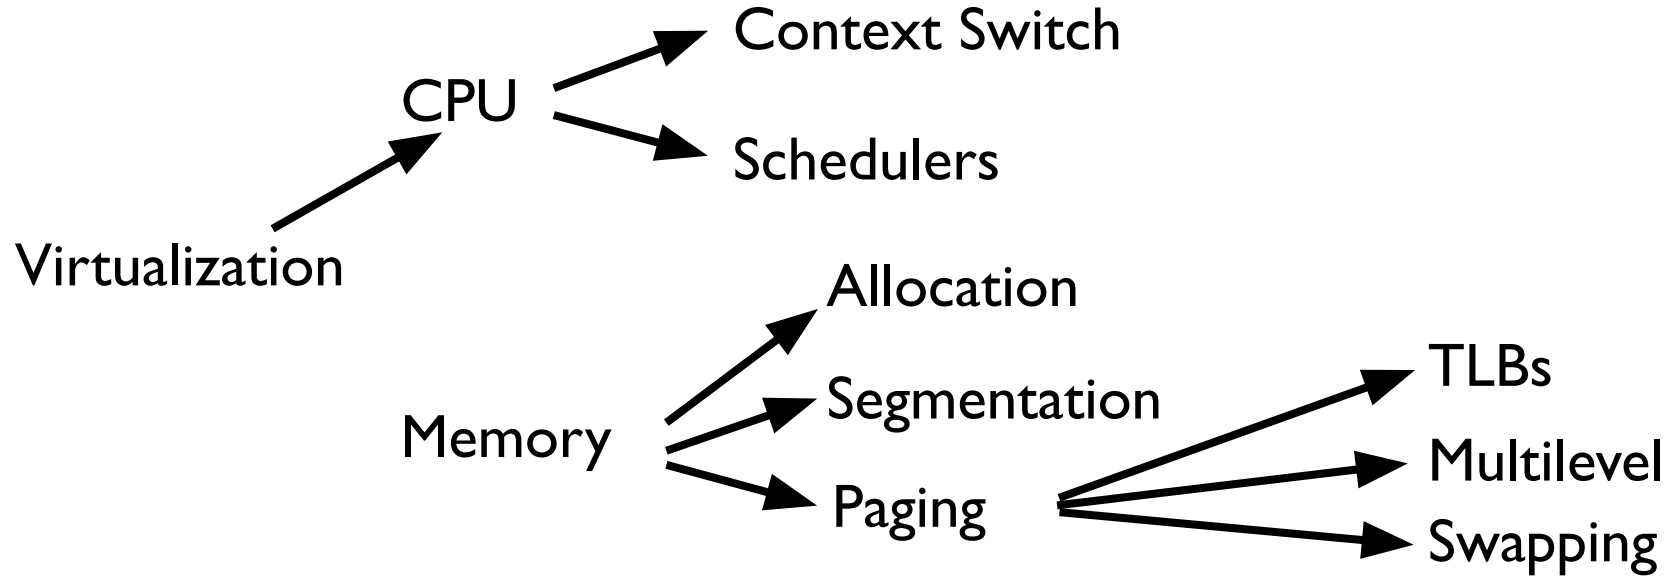 Context Switch
CPU
Schedulers
Virtualization
Allocation
TLBs
Segmentation
Memory
Multilevel
Paging
Swapping